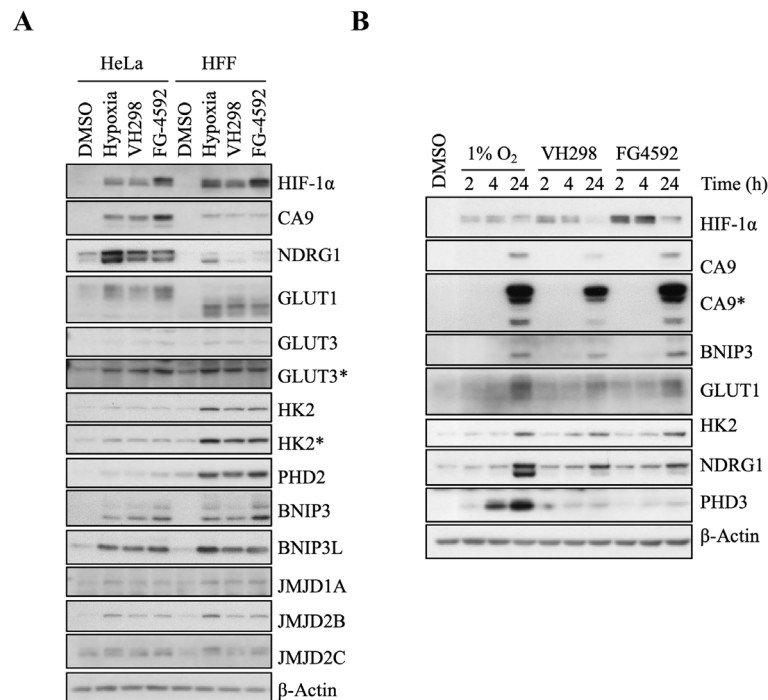 A
HeLa HFF
DMSO Hypoxia VH298 FG-4592 DMSO Hypoxia VH298 FG-4592
HIF-1α
CA9
NDRG1
GLUT1
GLUT3
GLUT3*
HK2
HK2*
PHD2
BNIP3
BNIP3L
JMJD1A
JMJD2B
JMJD2C
β-Actin
B
DMSO 1% O₂ VH298 FG4592
2 4 24 2 4 24 2 4 24 Time (h)
HIF-1α
CA9
CA9*
BNIP3
GLUT1
HK2
NDRG1
PHD3
β-Actin